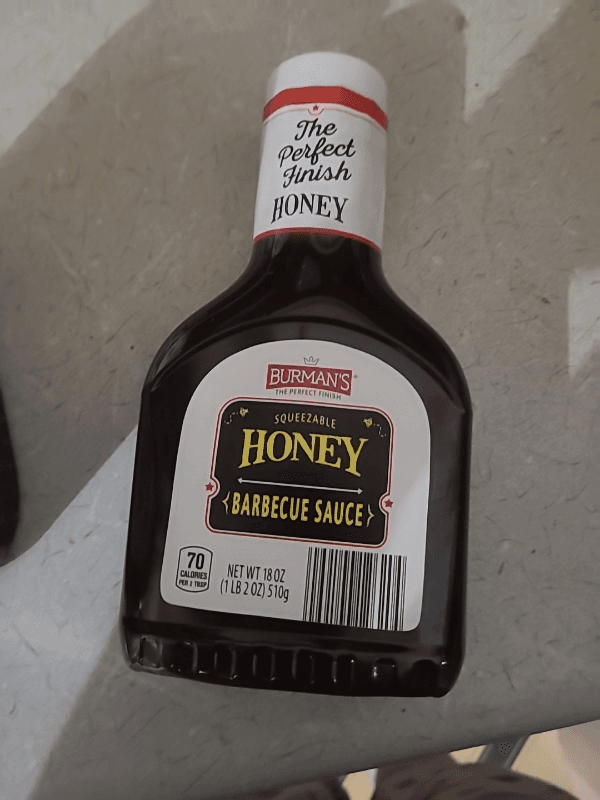 The
Perfect
Finish
HONEY
BURMAN'S
THE PERFECT FINISH
SQUEEZABLE
HONEY
BARBECUE SAUCE
70
CALORIES
PER 2 TBSP
NET WT 18 OZ
(1 LB 2 OZ) 510g